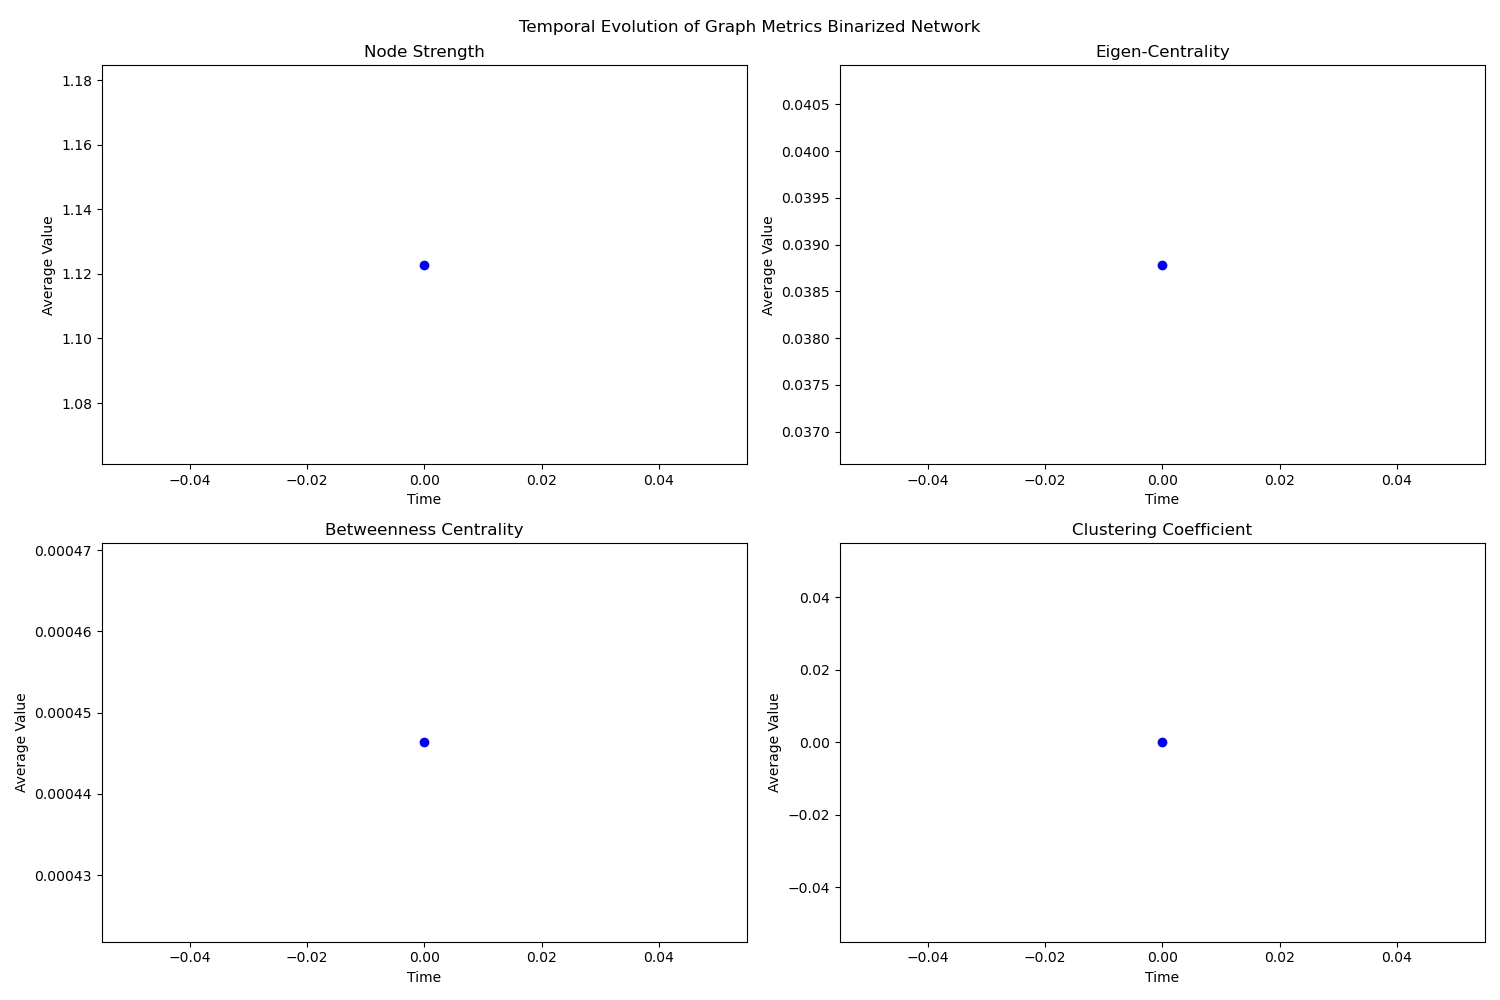 Temporal Evolution of Graph Metrics Binarized Network
Node Strength
1.18
1.16
1.14
1.12
1.10
1.08
Average Value
−0.04 −0.02 0.00 0.02 0.04
Time
Eigen-Centrality
0.0405
0.0400
0.0395
0.0390
0.0385
0.0380
0.0375
0.0370
Average Value
−0.04 −0.02 0.00 0.02 0.04
Time
Betweenness Centrality
0.00047
0.00046
0.00045
0.00044
0.00043
Average Value
−0.04 −0.02 0.00 0.02 0.04
Time
Clustering Coefficient
0.04
0.02
0.00
−0.02
−0.04
Average Value
−0.04 −0.02 0.00 0.02 0.04
Time